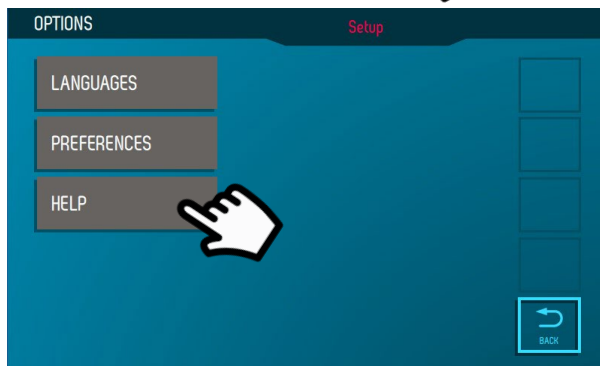 OPTIONS
Setup
LANGUAGES
PREFERENCES
HELP
BACK